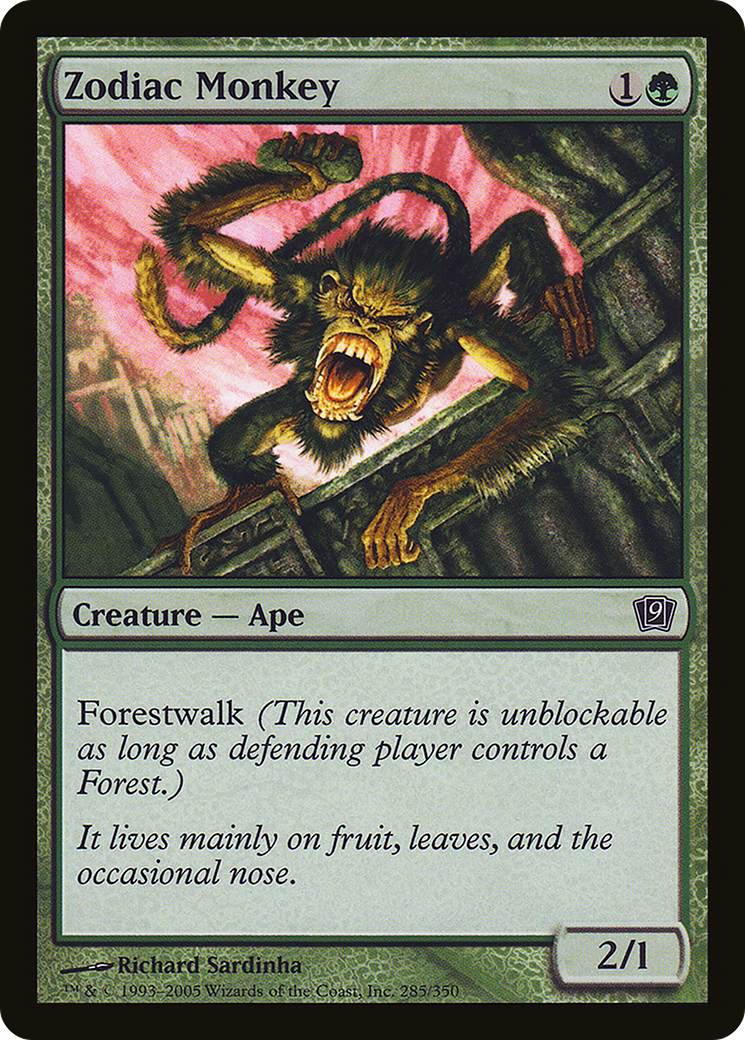 Zodiac Monkey 1
Creature — Ape
9
Forestwalk (This creature is unblockable
as long as defending player controls a
Forest.)
It lives mainly on fruit, leaves, and the
occasional nose.
2/1
Richard Sardinha
™ & © 1993–2005 Wizards of the Coast, Inc. 285/350